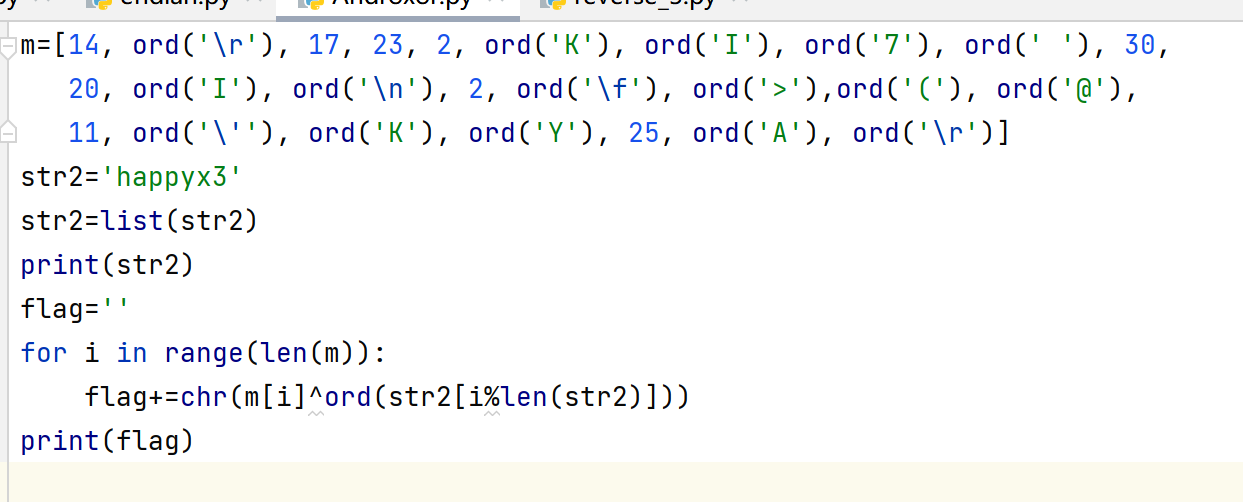 endian.py Androxor.py reverse_3.py
m=[14, ord('\r'), 17, 23, 2, ord('K'), ord('I'), ord('7'), ord(' '), 30,
20, ord('I'), ord('\n'), 2, ord('\f'), ord('>'),ord('('), ord('@'),
11, ord('\''), ord('K'), ord('Y'), 25, ord('A'), ord('\r')]
str2='happyx3'
str2=list(str2)
print(str2)
flag=''
for i in range(len(m)):
flag+=chr(m[i]^ord(str2[i%len(str2)]))
print(flag)